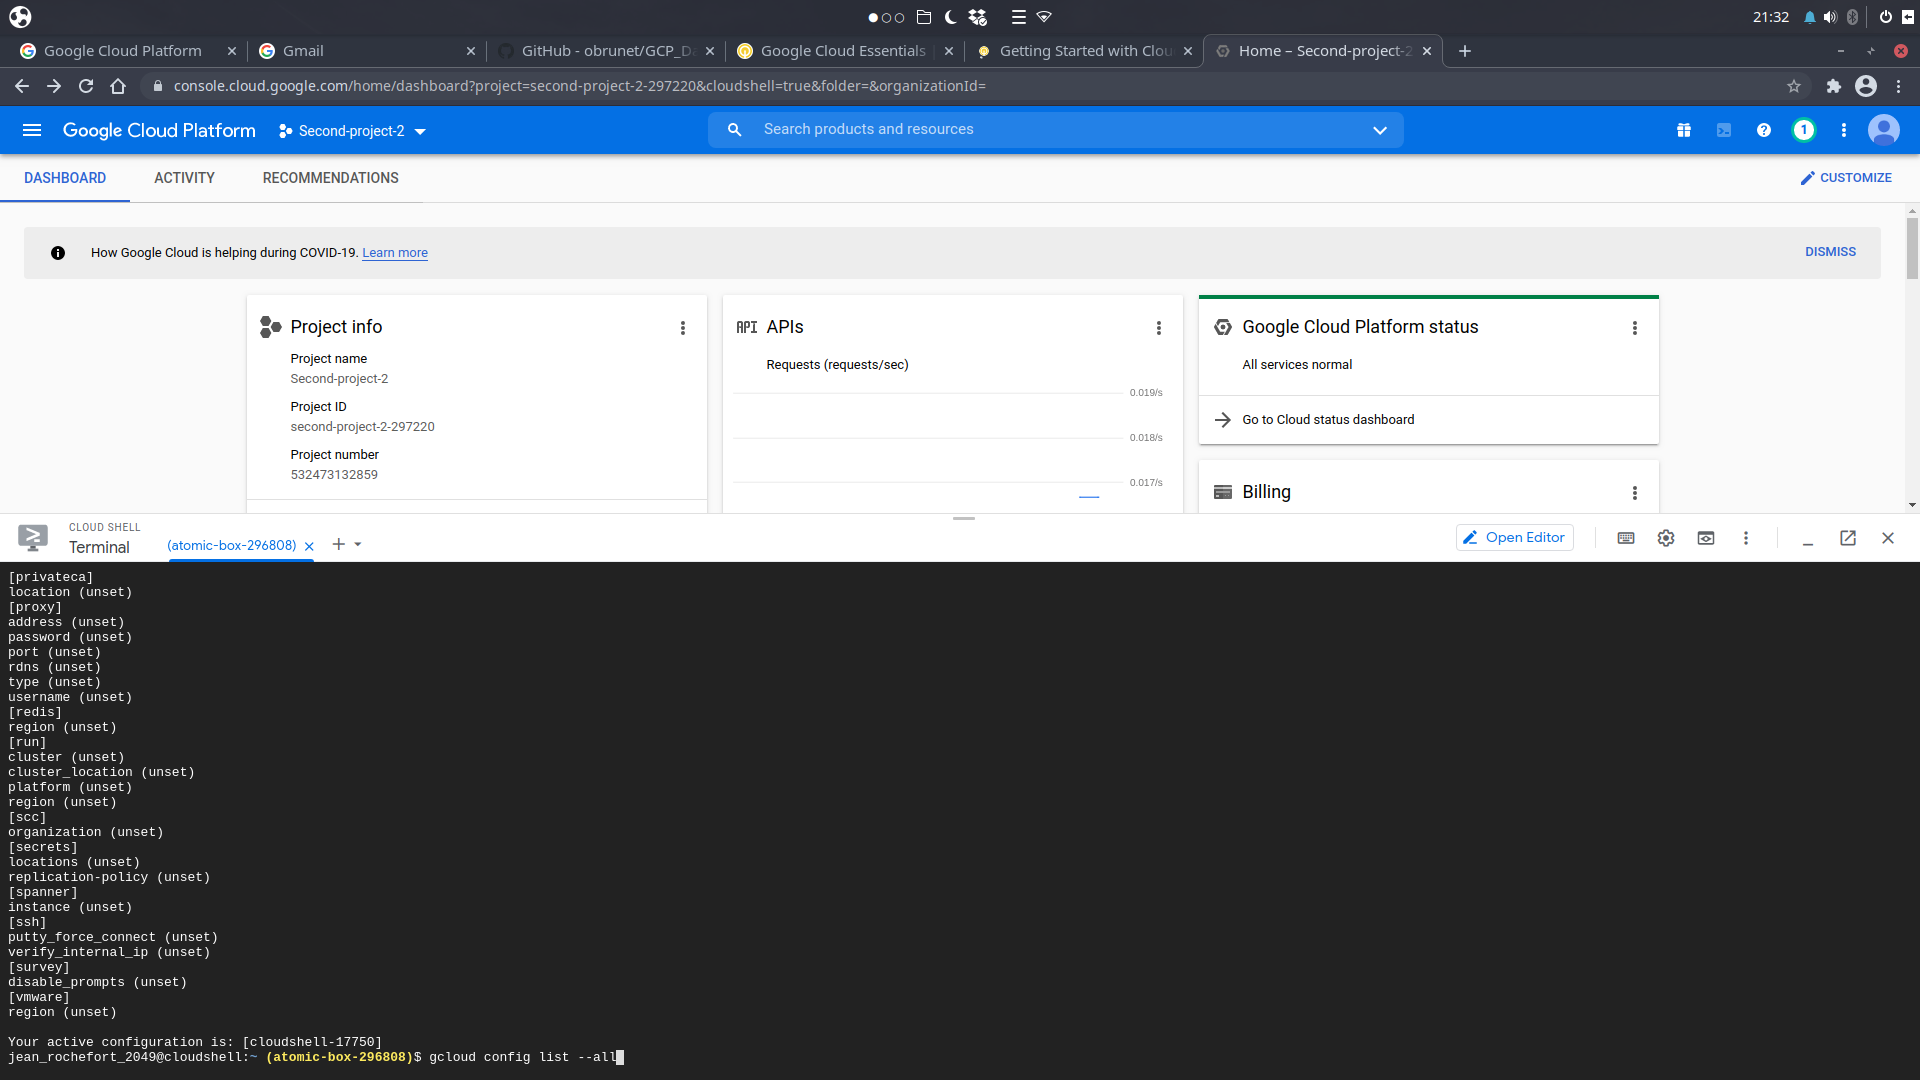 21:32
Google Cloud Platform
Gmail
GitHub - obrunet/GCP_Da
Google Cloud Essentials
Getting Started with Clou
Home – Second-project-2
console.cloud.google.com/home/dashboard?project=second-project-2-297220&cloudshell=true&folder=&organizationId=
Google Cloud Platform
Second-project-2
Search products and resources
1
DASHBOARD
ACTIVITY
RECOMMENDATIONS
CUSTOMIZE
How Google Cloud is helping during COVID-19. Learn more
DISMISS
Project info
Project name
Second-project-2
Project ID
second-project-2-297220
Project number
532473132859
API APIs
Requests (requests/sec)
0.019/s
0.018/s
0.017/s
Google Cloud Platform status
All services normal
Go to Cloud status dashboard
Billing
CLOUD SHELL
Terminal
(atomic-box-296808)
Open Editor
[privateca]
location (unset)
[proxy]
address (unset)
password (unset)
port (unset)
rdns (unset)
type (unset)
username (unset)
[redis]
region (unset)
[run]
cluster (unset)
cluster_location (unset)
platform (unset)
region (unset)
[scc]
organization (unset)
[secrets]
locations (unset)
replication-policy (unset)
[spanner]
instance (unset)
[ssh]
putty_force_connect (unset)
verify_internal_ip (unset)
[survey]
disable_prompts (unset)
[vmware]
region (unset)
Your active configuration is: [cloudshell-17750]
jean_rochefort_2049@cloudshell:~ (atomic-box-296808)$ gcloud config list --all